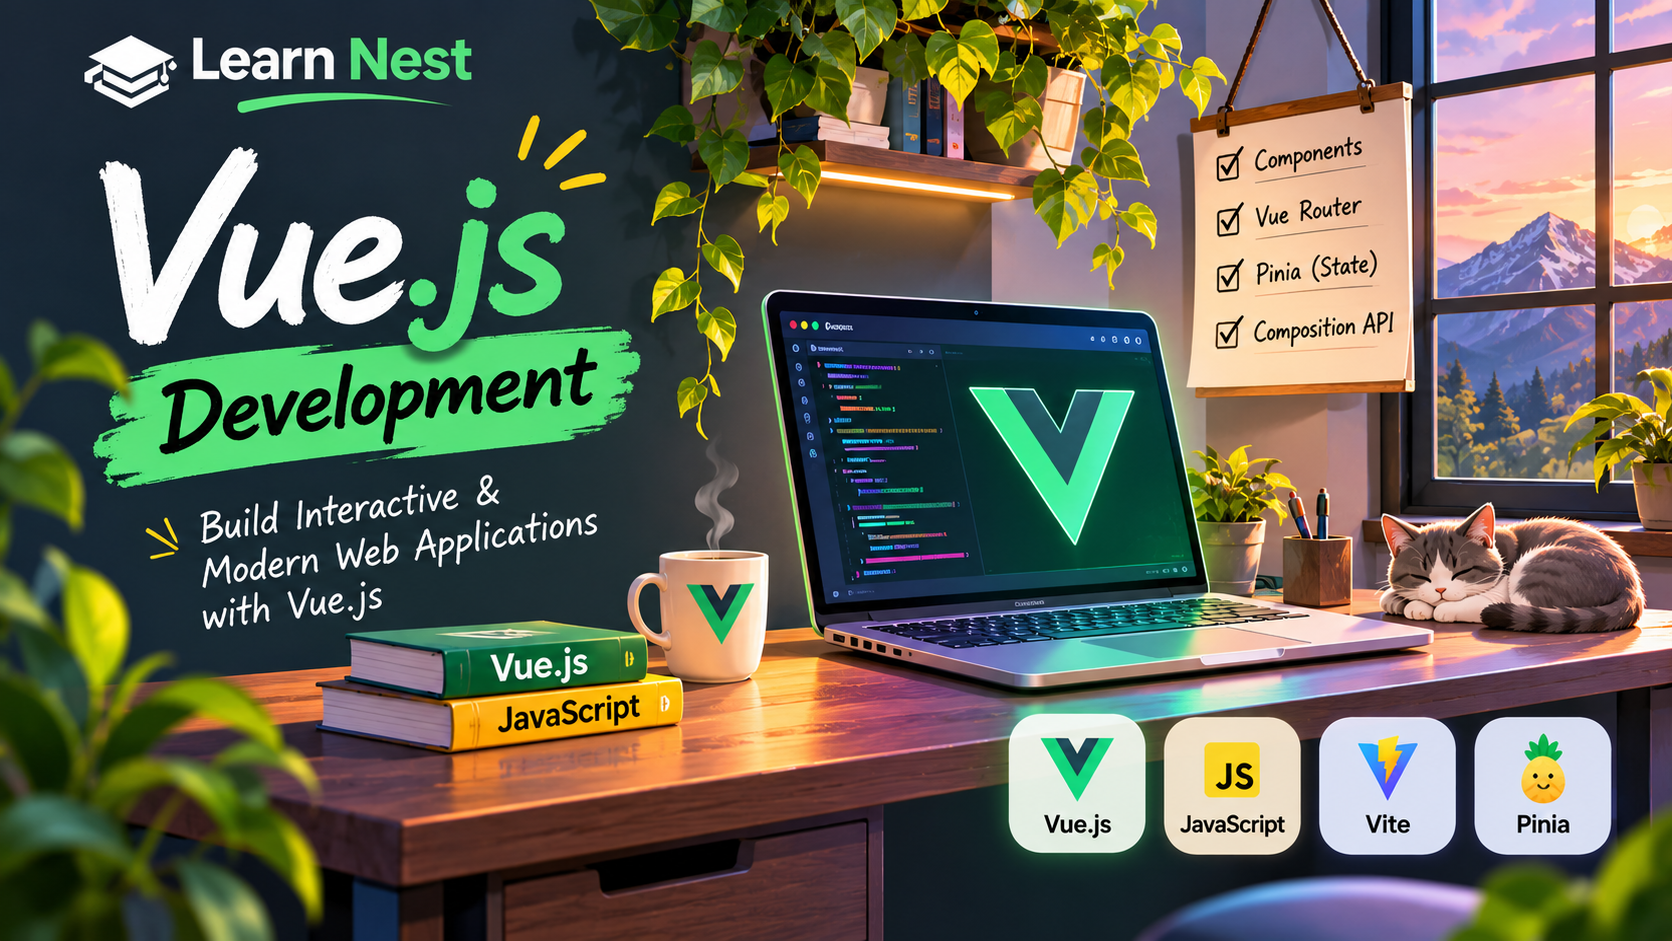 Learn Nest
Vue.js
Development
Build Interactive &
Modern Web Applications
with Vue.js
Components
Vue Router
Pinia (State)
Composition API
Vue.js
JavaScript
Vue.js
JS
JavaScript
Vite
Pinia